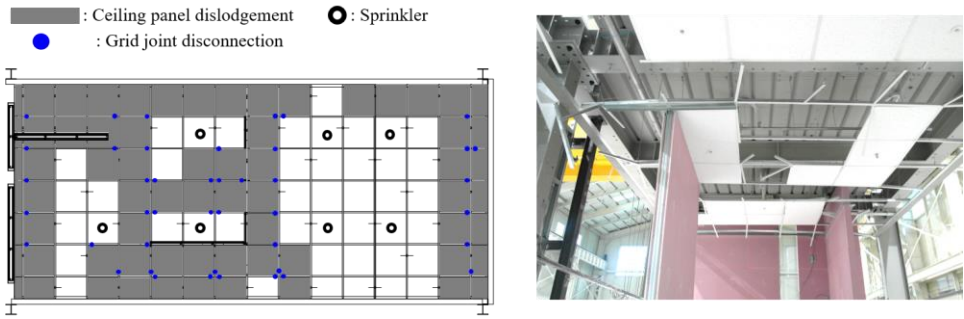 : Ceiling panel dislodgement
: Sprinkler
: Grid joint disconnection